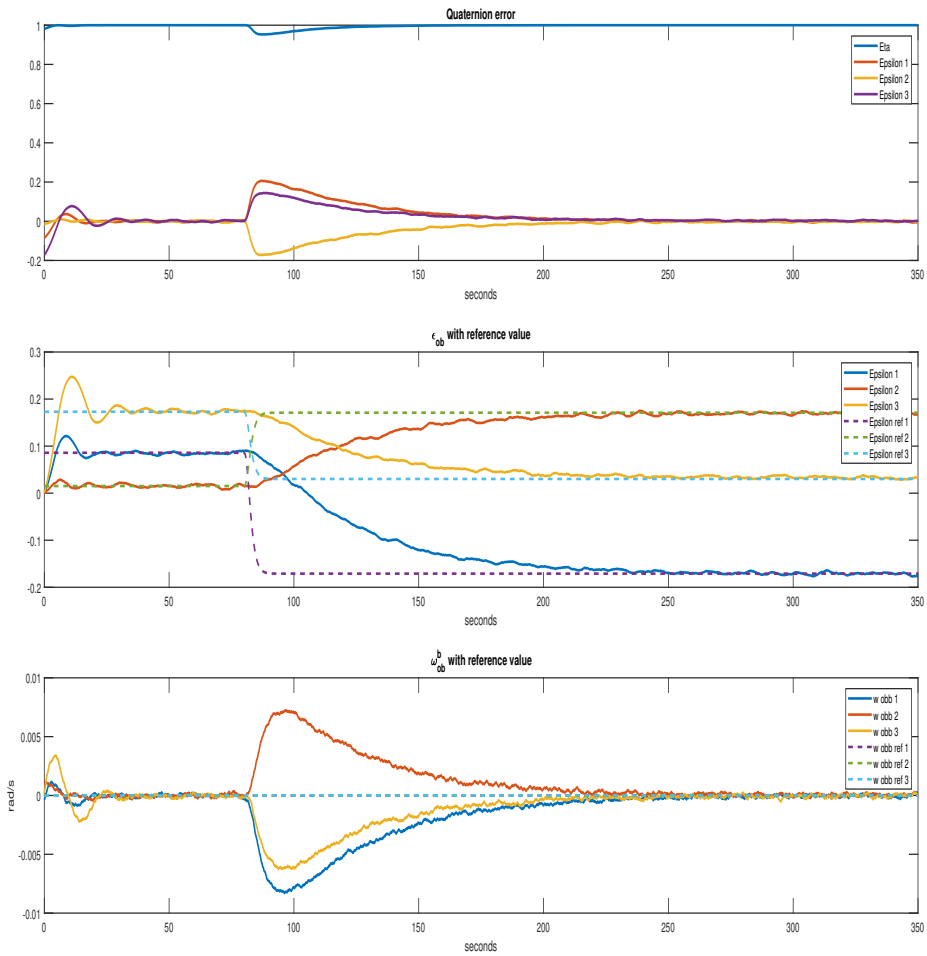 Quaternion error
1
0.8
0.6
0.4
0.2
0
-0.2
Eta
Epsilon 1
Epsilon 2
Epsilon 3
0 50 100 150 200 250 300 350
seconds
ϵob with reference value
0.3
0.2
0.1
0
-0.1
-0.2
Epsilon 1
Epsilon 2
Epsilon 3
Epsilon ref 1
Epsilon ref 2
Epsilon ref 3
0 50 100 150 200 250 300 350
seconds
ω^b_ob with reference value
rad/s
0.01
0.005
0
-0.005
-0.01
w obb 1
w obb 2
w obb 3
w obb ref 1
w obb ref 2
w obb ref 3
0 50 100 150 200 250 300 350
seconds